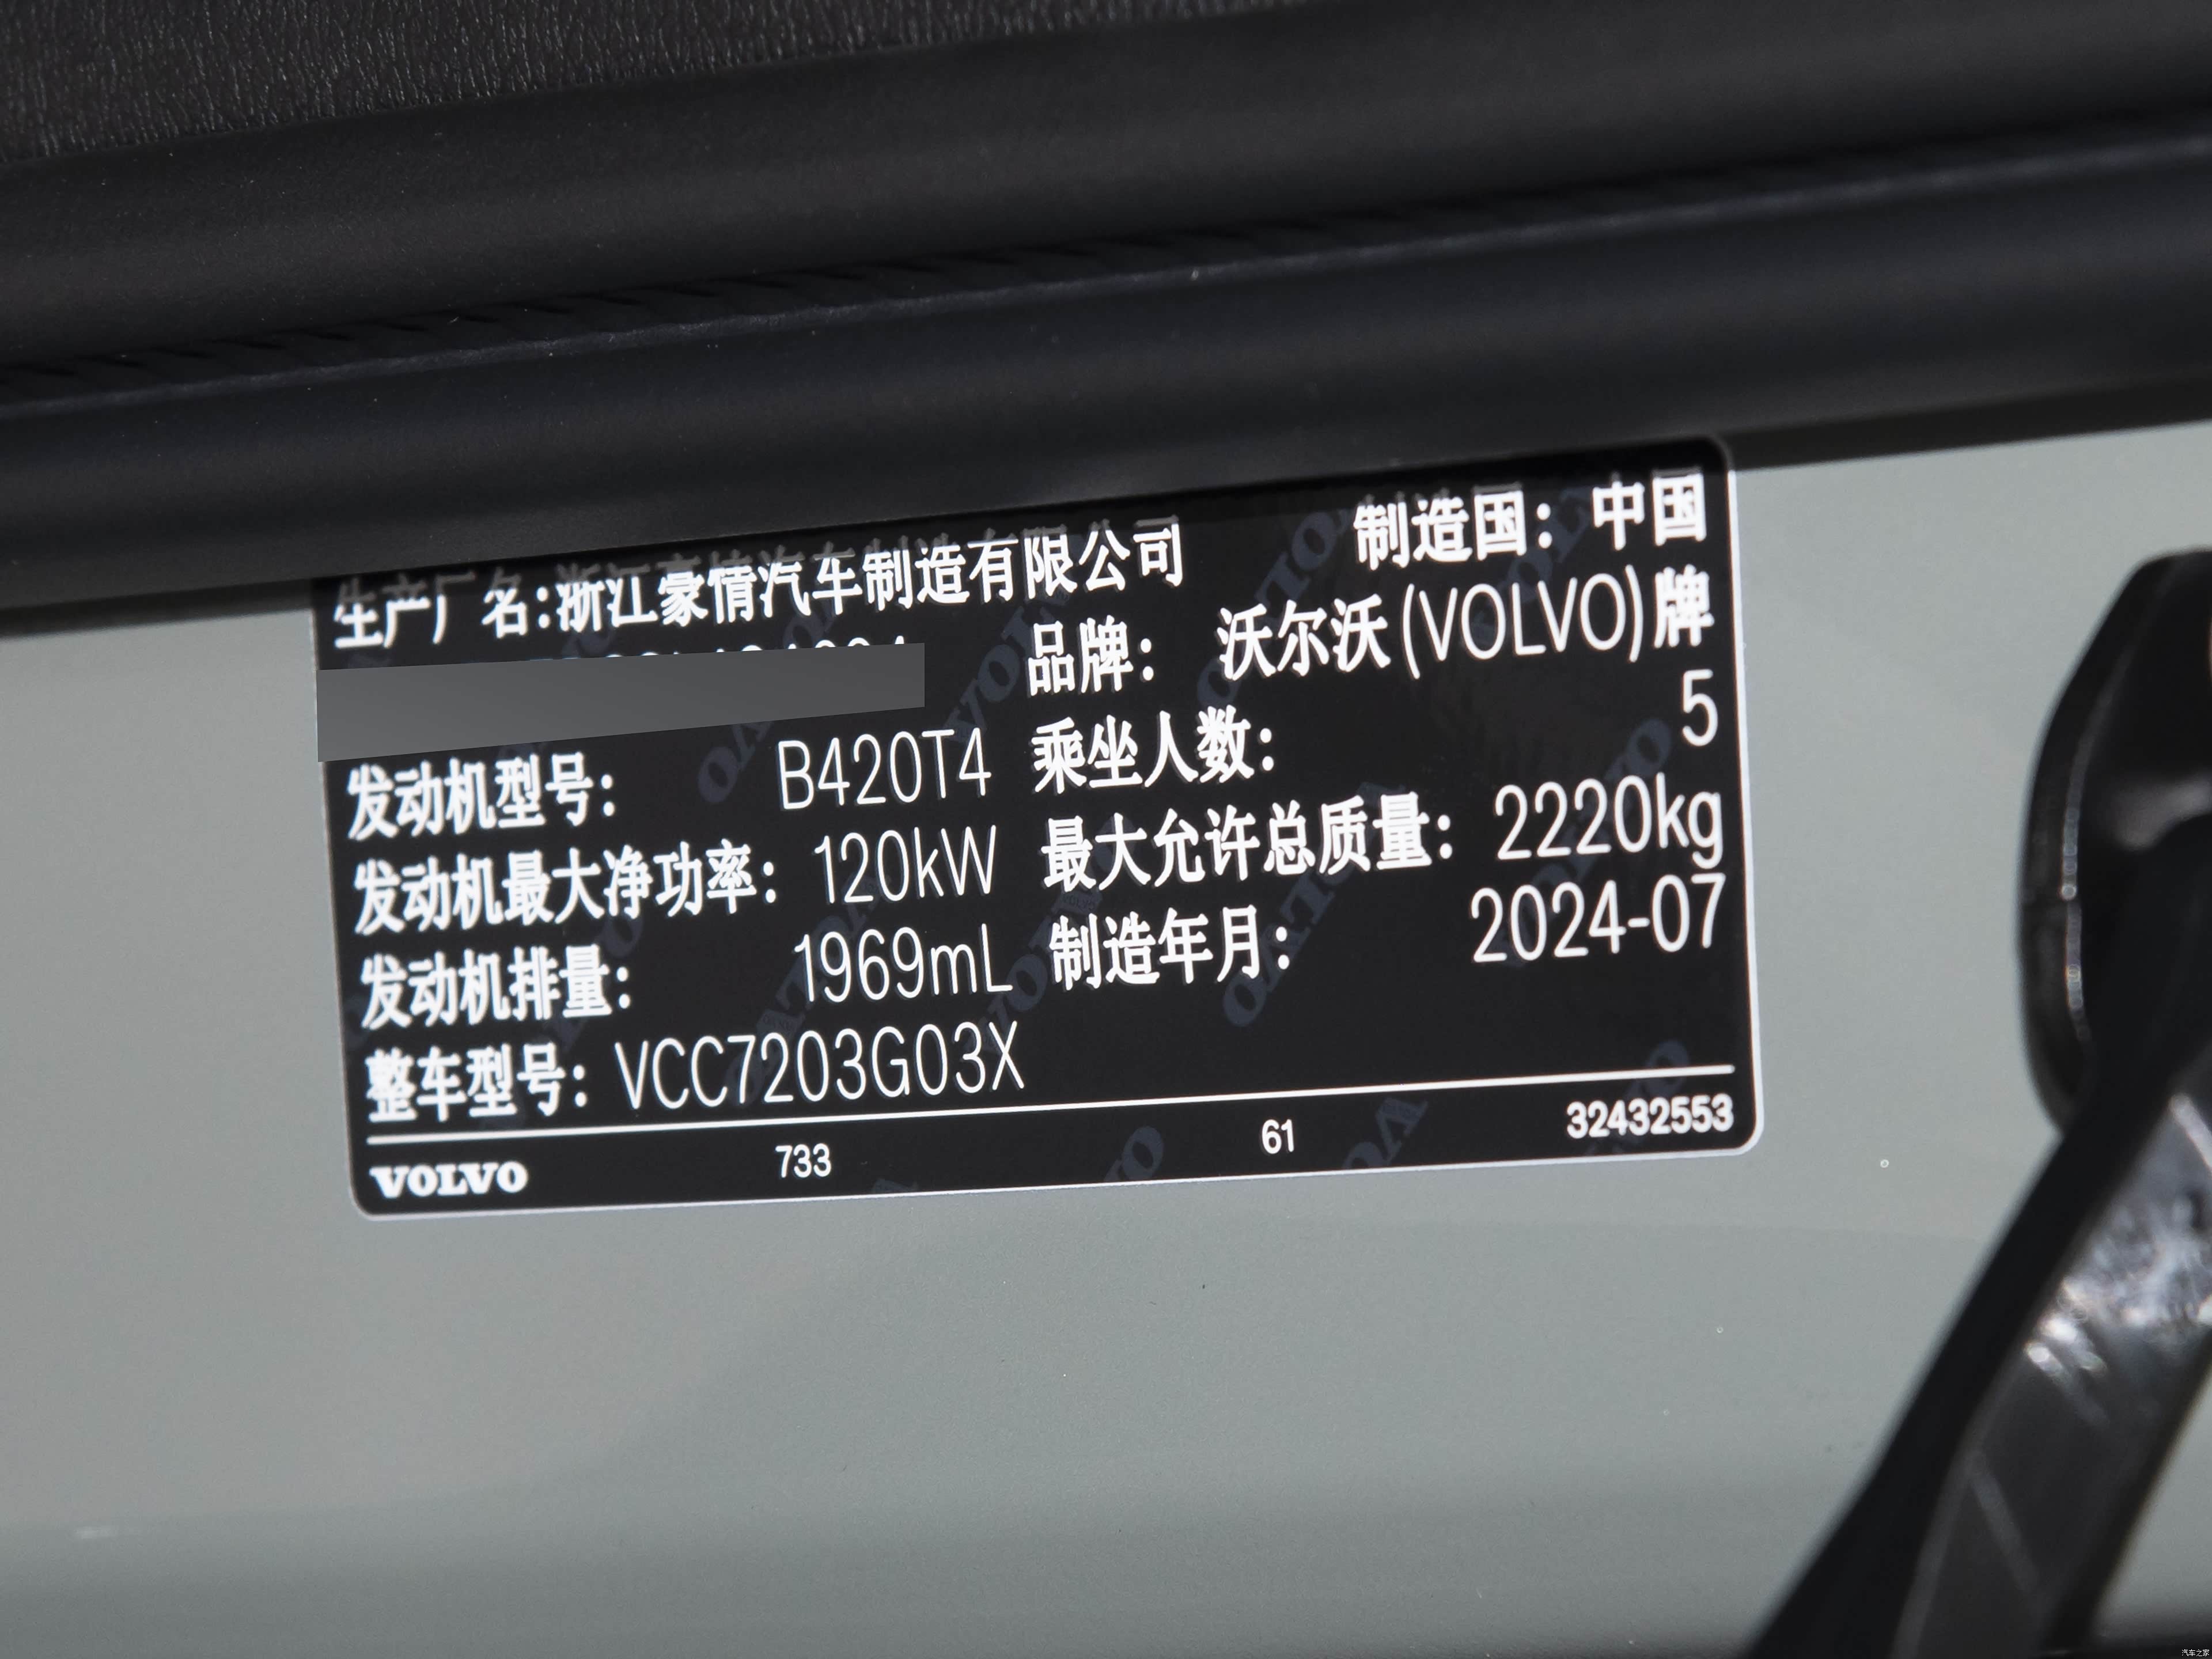 生产厂名:浙江豪情汽车制造有限公司 制造国: 中国
品牌: 沃尔沃(VOLVO)牌
发动机型号: B420T4 乘坐人数: 5
发动机最大净功率: 120kW 最大允许总质量: 2220kg
发动机排量: 1969mL 制造年月: 2024-07
整车型号: VCC7203G03X
VOLVO 733 61 32432553
汽车之家